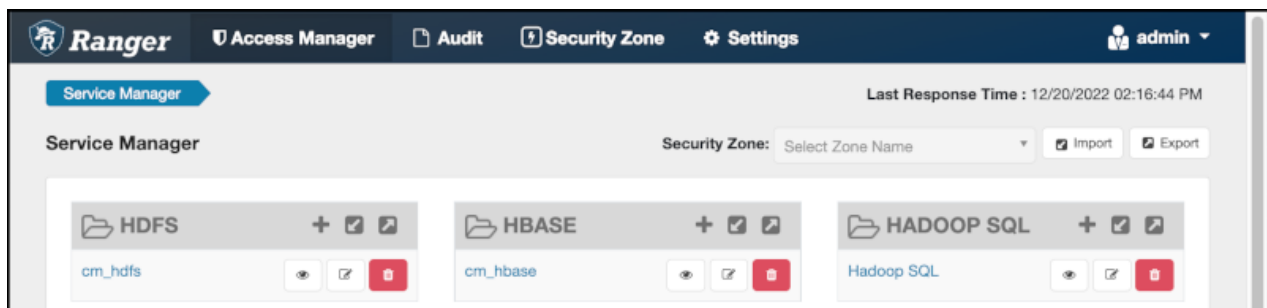 Ranger Access Manager Audit Security Zone Settings admin
Service Manager Last Response Time : 12/20/2022 02:16:44 PM
Service Manager Security Zone: Select Zone Name Import Export
HDFS HBASE HADOOP SQL
cm_hdfs cm_hbase Hadoop SQL